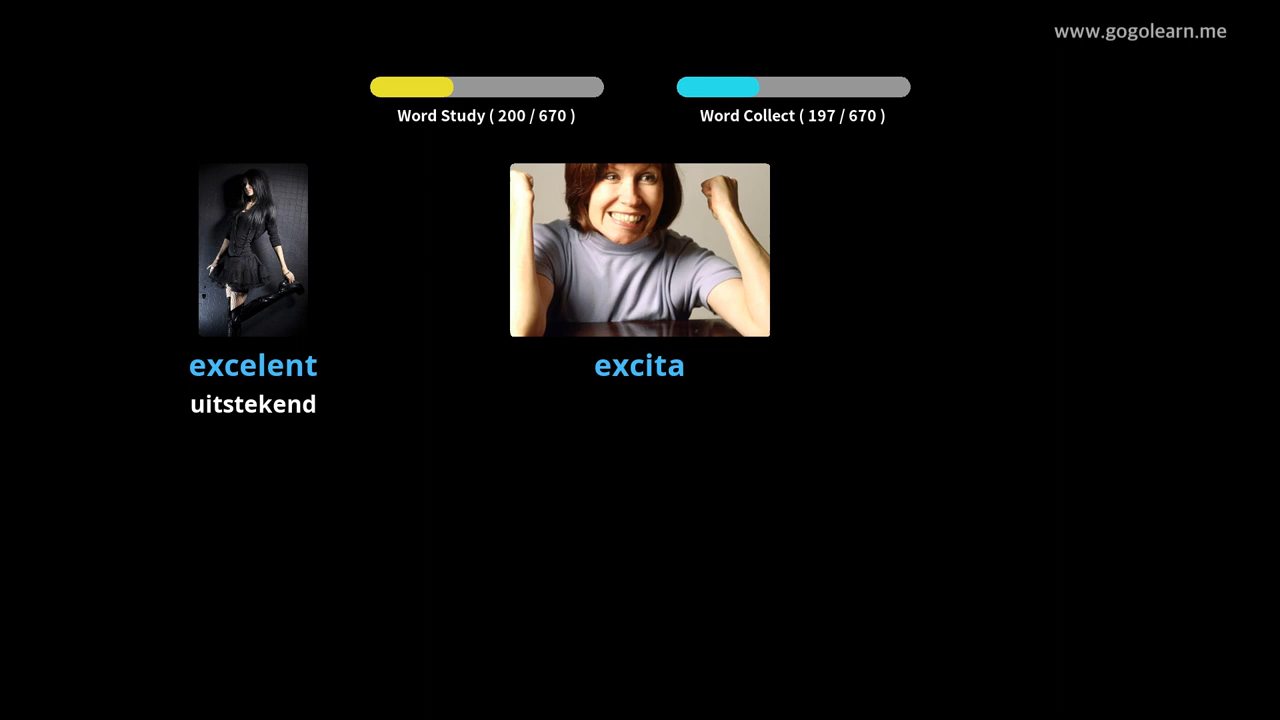 www.gogolearn.me
Word Study ( 200 / 670 )
Word Collect ( 197 / 670 )
excelent
uitstekend
excita